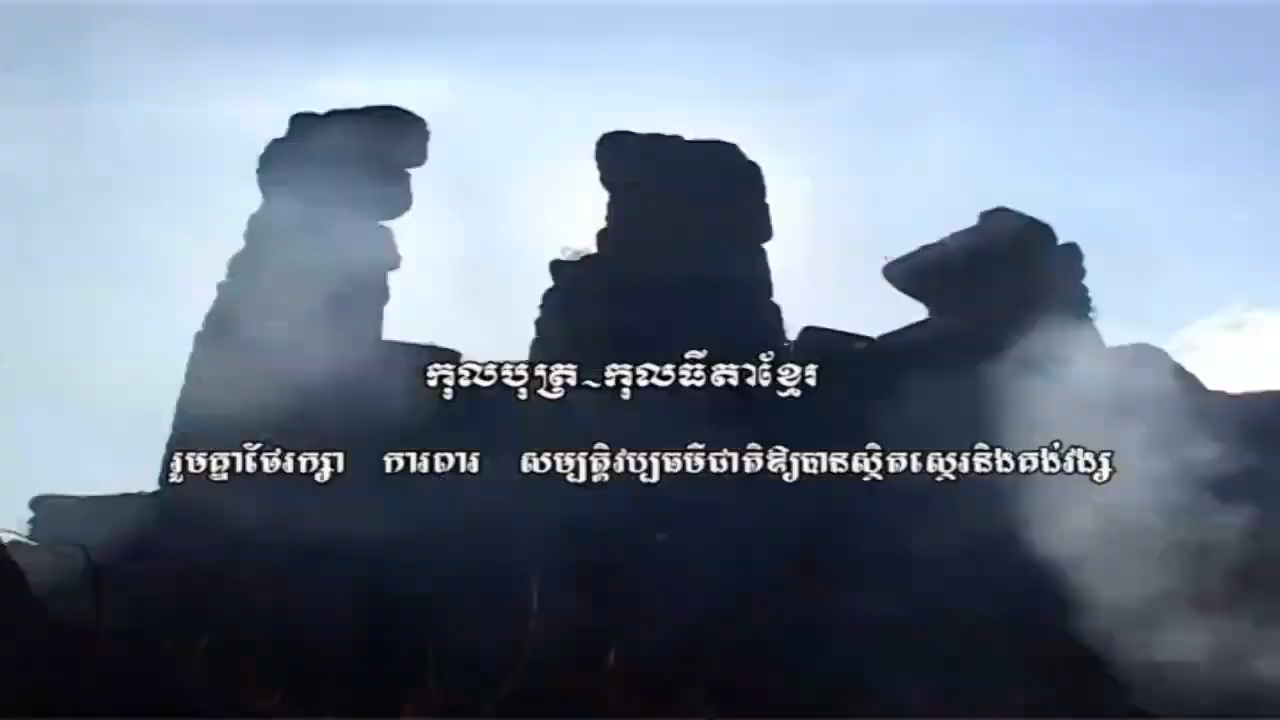 កុលបុត្រ~កុលធីតាខ្មែរ
រួមគ្នាថែរក្សា ការពារ សម្បត្តិវប្បធម៌ជាតិឱ្យបានស្ថិតស្ថេរនិងគង់វង្ស